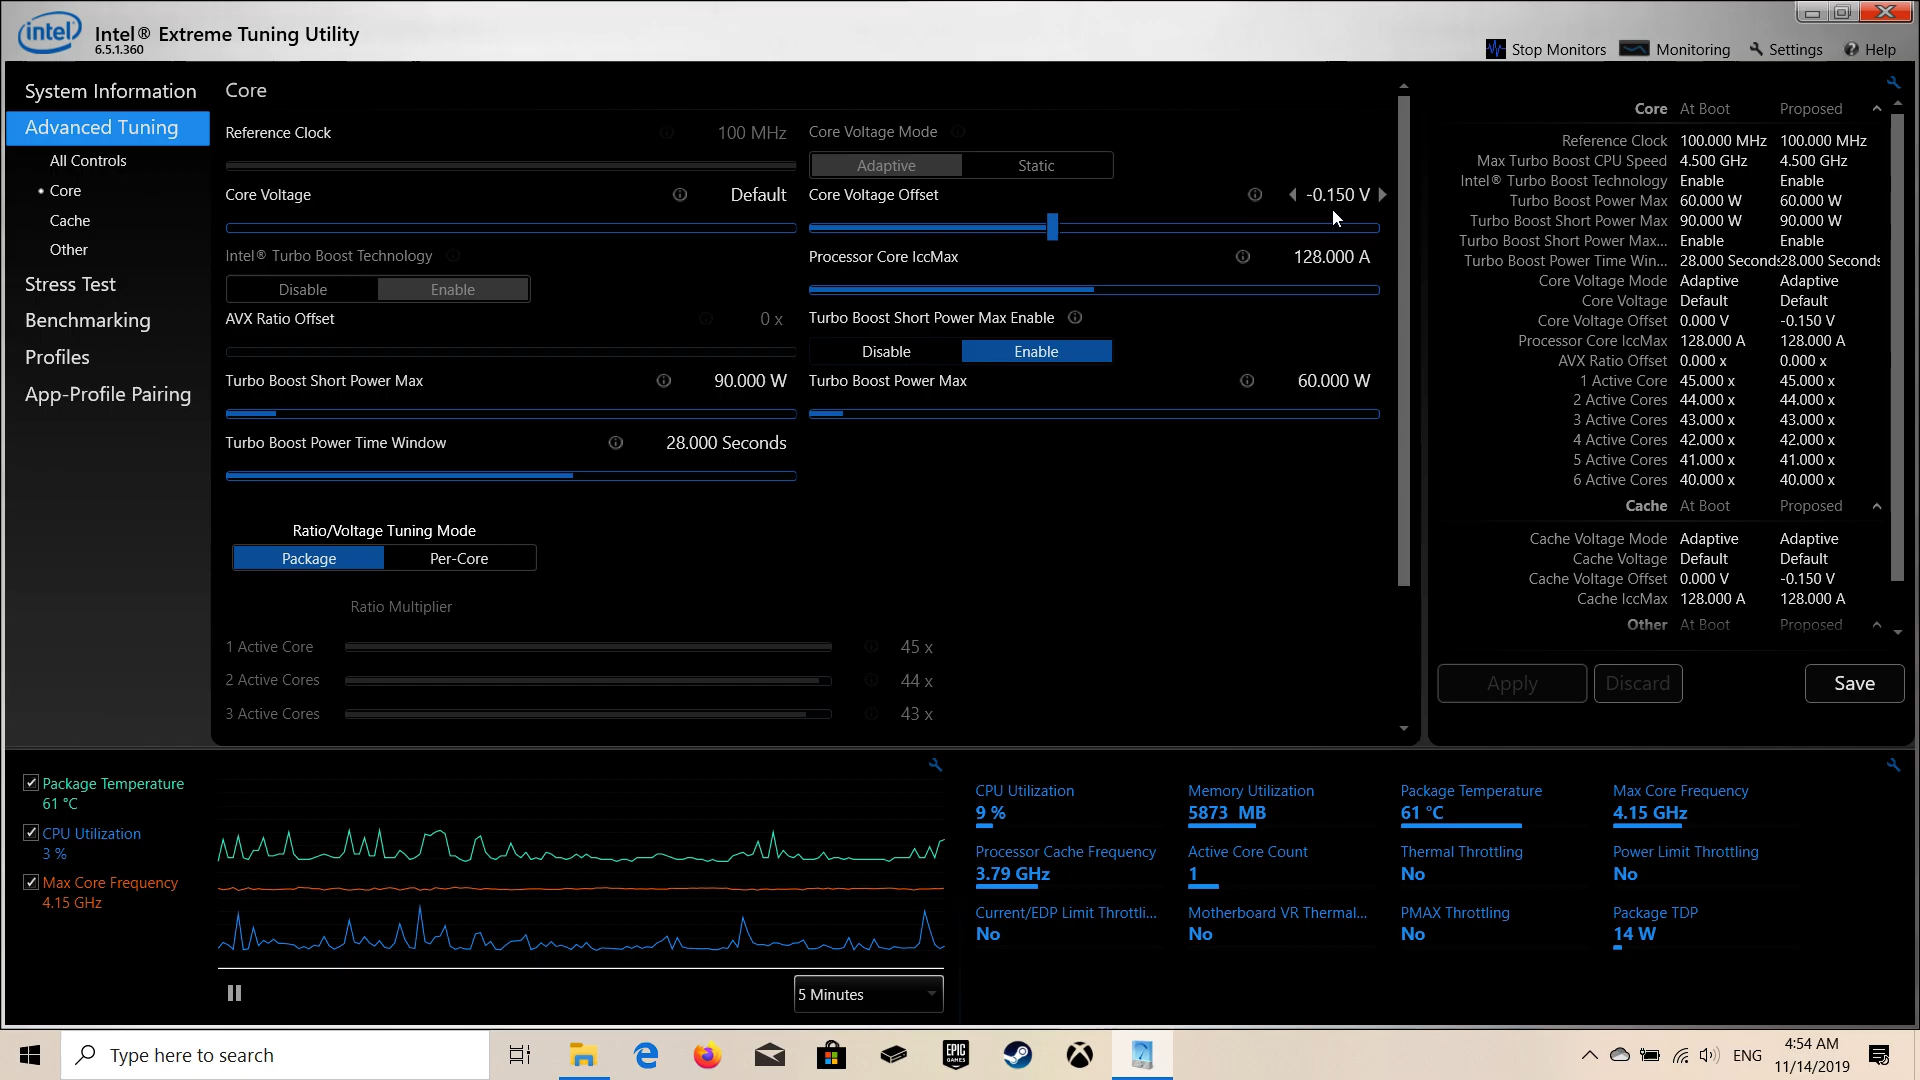 intel
Intel® Extreme Tuning Utility
6.5.1.360
Stop Monitors
Monitoring
Settings
Help
System Information
Advanced Tuning
All Controls
• Core
Cache
Other
Stress Test
Benchmarking
Profiles
App-Profile Pairing
Core
Reference Clock 100 MHz
Core Voltage Mode
Adaptive Static
Core Voltage Default
Core Voltage Offset -0.150 V
Intel® Turbo Boost Technology
Disable Enable
Processor Core IccMax 128.000 A
AVX Ratio Offset 0 x
Turbo Boost Short Power Max Enable
Disable Enable
Turbo Boost Short Power Max 90.000 W
Turbo Boost Power Max 60.000 W
Turbo Boost Power Time Window 28.000 Seconds
Ratio/Voltage Tuning Mode
Package Per-Core
Ratio Multiplier
1 Active Core 45 x
2 Active Cores 44 x
3 Active Cores 43 x
Core At Boot Proposed
Reference Clock 100.000 MHz 100.000 MHz
Max Turbo Boost CPU Speed 4.500 GHz 4.500 GHz
Intel® Turbo Boost Technology Enable Enable
Turbo Boost Power Max 60.000 W 60.000 W
Turbo Boost Short Power Max 90.000 W 90.000 W
Turbo Boost Short Power Max... Enable Enable
Turbo Boost Power Time Win... 28.000 Seconds 28.000 Seconds
Core Voltage Mode Adaptive Adaptive
Core Voltage Default Default
Core Voltage Offset 0.000 V -0.150 V
Processor Core IccMax 128.000 A 128.000 A
AVX Ratio Offset 0.000 x 0.000 x
1 Active Core 45.000 x 45.000 x
2 Active Cores 44.000 x 44.000 x
3 Active Cores 43.000 x 43.000 x
4 Active Cores 42.000 x 42.000 x
5 Active Cores 41.000 x 41.000 x
6 Active Cores 40.000 x 40.000 x
Cache At Boot Proposed
Cache Voltage Mode Adaptive Adaptive
Cache Voltage Default Default
Cache Voltage Offset 0.000 V -0.150 V
Cache IccMax 128.000 A 128.000 A
Other At Boot Proposed
Apply Discard Save
Package Temperature
61 °C
CPU Utilization
3 %
Max Core Frequency
4.15 GHz
5 Minutes
CPU Utilization Memory Utilization Package Temperature Max Core Frequency
9 % 5873 MB 61 °C 4.15 GHz
Processor Cache Frequency Active Core Count Thermal Throttling Power Limit Throttling
3.79 GHz 1 No No
Current/EDP Limit Throttli... Motherboard VR Thermal... PMAX Throttling Package TDP
No No No 14 W
Type here to search
EPIC
GAMES
ENG
4:54 AM
11/14/2019